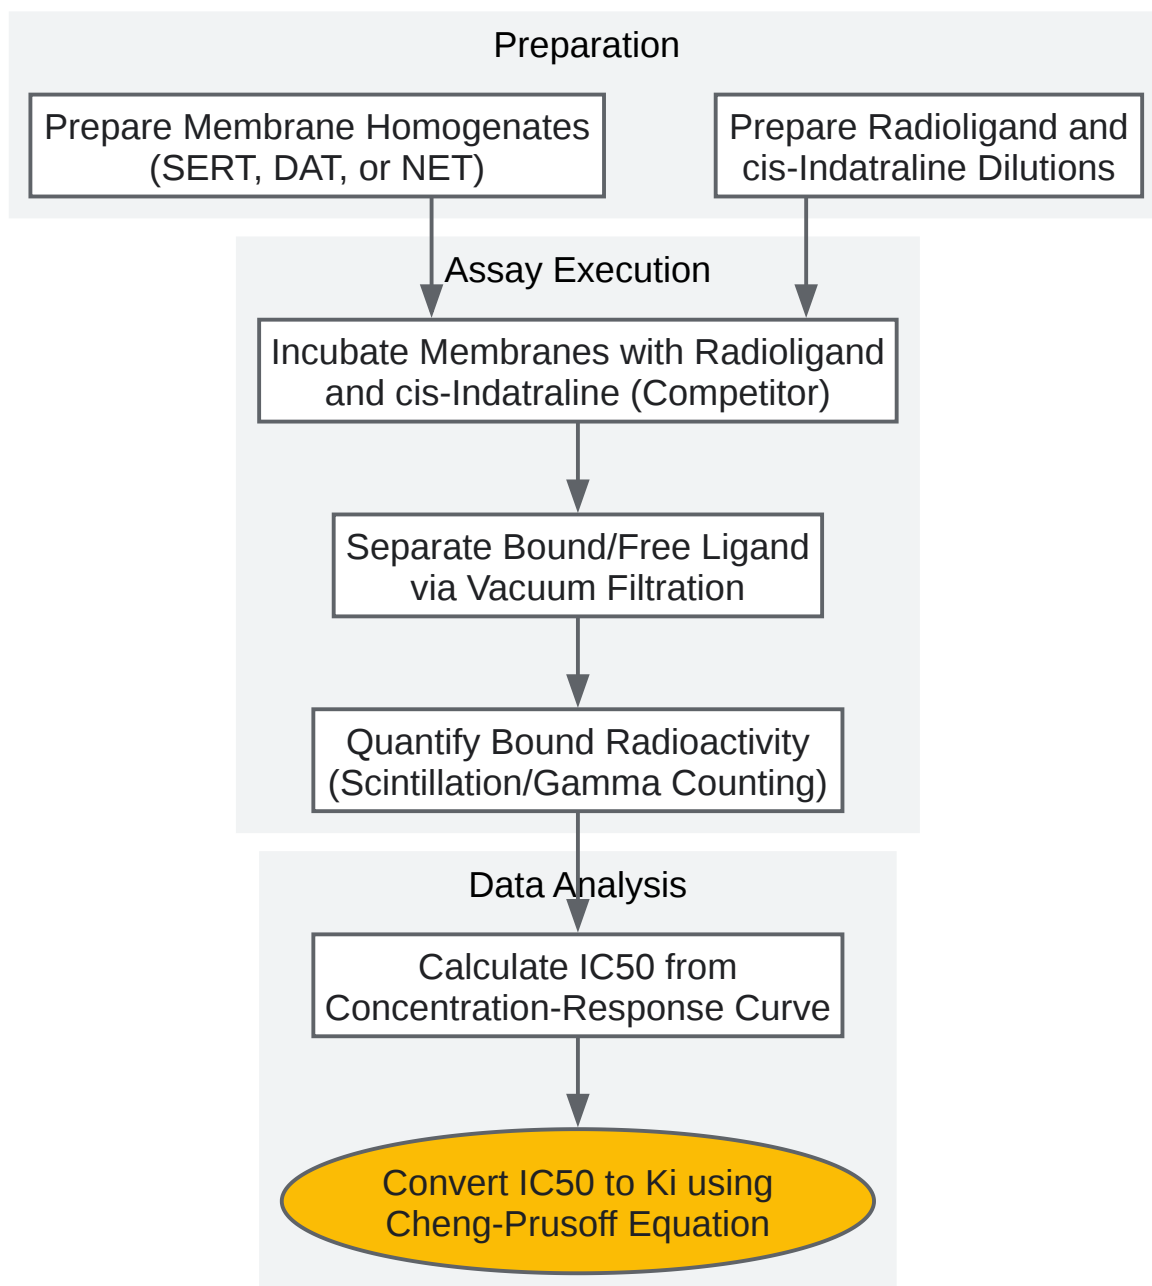 Preparation
Prepare Membrane Homogenates
(SERT, DAT, or NET)
Prepare Radioligand and
cis-Indatraline Dilutions
Assay Execution
Incubate Membranes with Radioligand
and cis-Indatraline (Competitor)
Separate Bound/Free Ligand
via Vacuum Filtration
Quantify Bound Radioactivity
(Scintillation/Gamma Counting)
Data Analysis
Calculate IC50 from
Concentration-Response Curve
Convert IC50 to Ki using
Cheng-Prusoff Equation